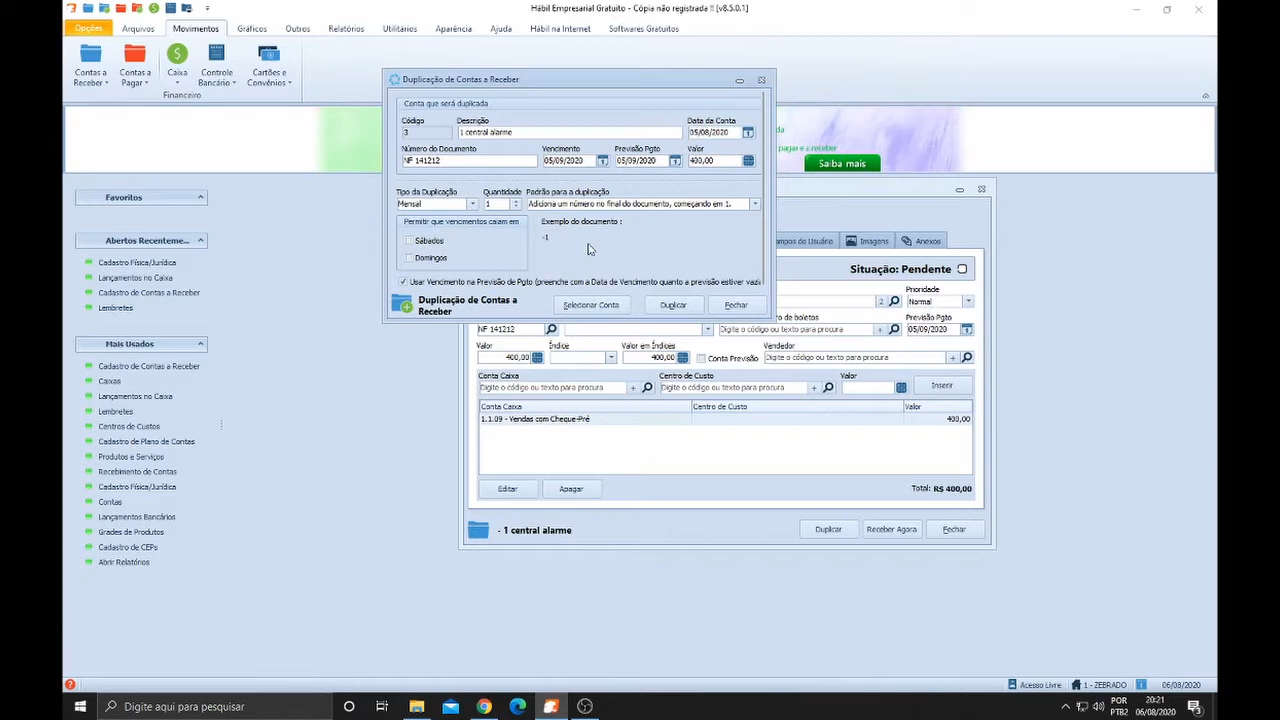 Hábil Empresarial Gratuito - Cópia não registrada !! [v8.5.0.1]
Opções Arquivos Movimentos Gráficos Outros Relatórios Utilitários Aparência Ajuda Hábil na Internet Softwares Gratuitos
Contas a Receber
Contas a Pagar
Caixa
Controle Bancário
Cartões e Convênios
Financeiro
pagar e a receber
Saiba mais
Favoritos
Abertos Recenteme...
Cadastro Física/Jurídica
Lançamentos no Caixa
Cadastro de Contas a Receber
Lembretes
Mais Usados
Cadastro de Contas a Receber
Caixas
Lançamentos no Caixa
Lembretes
Centros de Custo
Cadastro de Plano de Contas
Produtos e Serviços
Recebimento de Contas
Cadastro Física/Jurídica
Contas
Lançamentos Bancários
Grades de Produtos
Cadastro de CEPs
Abrir Relatórios
Duplicação de Contas a Receber
Conta que será duplicada
Código Descrição Data da Conta
3 1 central alarme 05/08/2020
Número do Documento Vencimento Previsão Pgto Valor
NF 141212 05/09/2020 05/09/2020 400,00
Tipo da Duplicação Quantidade Padrão para a duplicação
Mensal 1 Adiciona um número no final do documento, começando em 1.
Permitir que vencimentos caiam em
Exemplo do documento :
-1
Sábados
Domingos
Usar Vencimento na Previsão de Pgto (preenche com a Data de Vencimento quanto a previsão estiver vazi
Duplicação de Contas a Receber
Selecionar Conta Duplicar Fechar
mpos do Usuário Imagens Anexos
Situação: Pendente
Prioridade
2 Normal
ro de boletos Previsão Pgto
NF 141212 Digite o código ou texto para procura 05/09/2020
Valor Índice Valor em Índices Vendedor
400,00 400,00 Conta Previsão Digite o código ou texto para procura
Conta Caixa Centro de Custo Valor
Digite o código ou texto para procura Digite o código ou texto para procura Inserir
Conta Caixa Centro de Custo Valor
1.1.09 - Vendas com Cheque-Pré 400,00
Editar Apagar Total: R$ 400,00
- 1 central alarme Duplicar Receber Agora Fechar
Acesso Livre 1 - ZEBRADO 06/08/2020
Digite aqui para pesquisar
POR
PTB2
20:21
06/08/2020
3